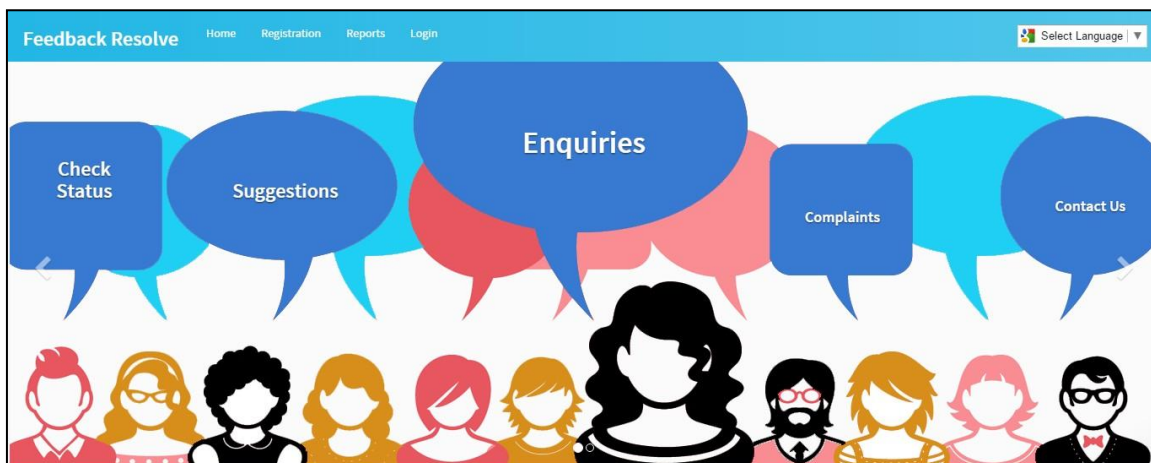 Feedback Resolve
Home
Registration
Reports
Login
Select Language ▼
Check
Status
Suggestions
Enquiries
Complaints
Contact Us